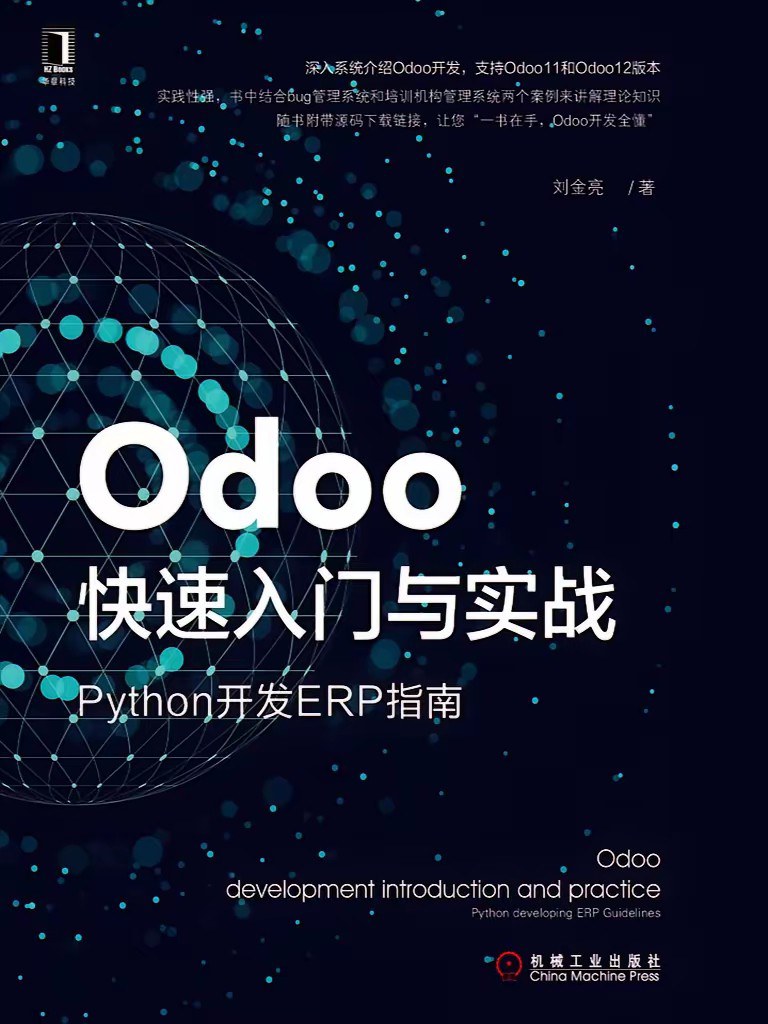 HZ Books
华章科技
深入系统介绍Odoo开发，支持Odoo11和Odoo12版本
实践性强，书中结合bug管理系统和培训机构管理系统两个案例来讲解理论知识
随书附带源码下载链接，让您“一书在手，Odoo开发全懂”
刘金亮 / 著
Odoo
快速入门与实战
Python开发ERP指南
Odoo
development introduction and practice
Python developing ERP Guidelines
机械工业出版社
China Machine Press